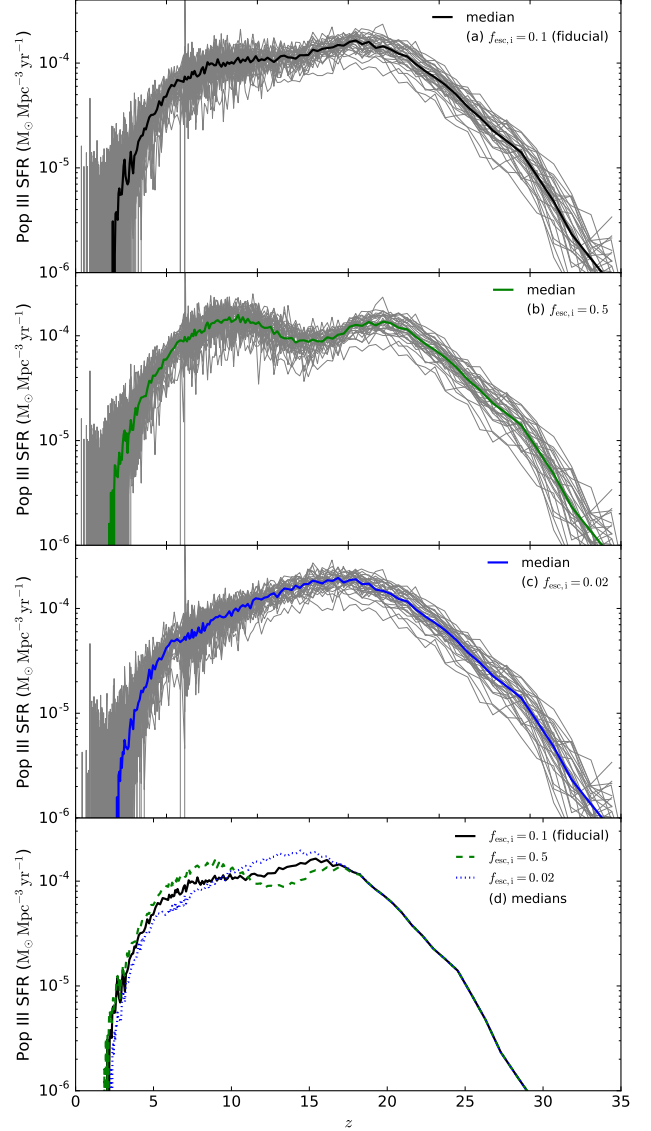 median
(a) f_esc,i = 0.1 (fiducial)
10^-4
10^-5
10^-6
Pop III SFR (M_⊙ Mpc^-3 yr^-1)
median
(b) f_esc,i = 0.5
10^-4
10^-5
10^-6
Pop III SFR (M_⊙ Mpc^-3 yr^-1)
median
(c) f_esc,i = 0.02
10^-4
10^-5
10^-6
Pop III SFR (M_⊙ Mpc^-3 yr^-1)
f_esc,i = 0.1 (fiducial)
f_esc,i = 0.5
f_esc,i = 0.02
(d) medians
10^-4
10^-5
10^-6
Pop III SFR (M_⊙ Mpc^-3 yr^-1)
0 5 10 15 20 25 30 35
z